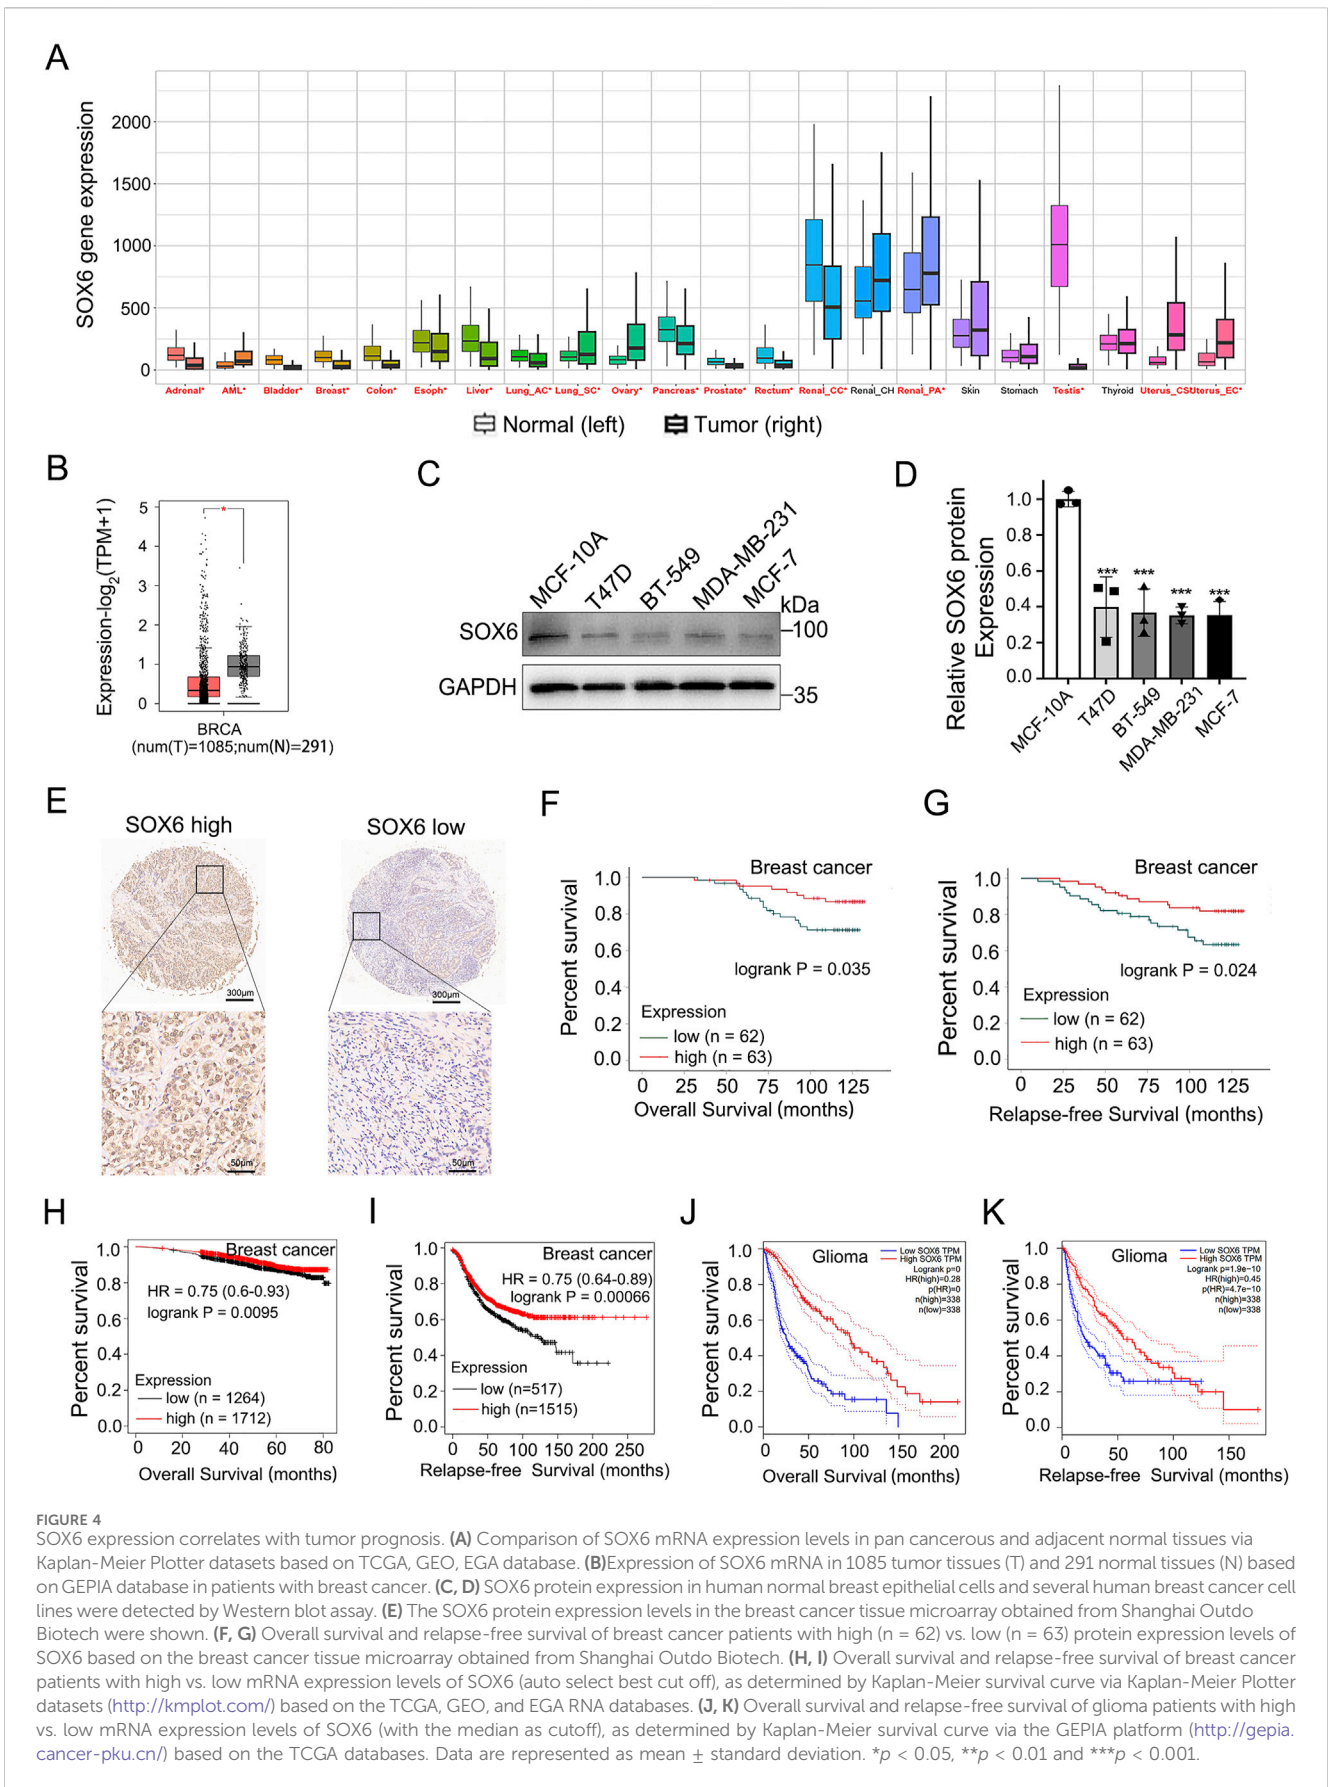 A
SOX6 gene expression
2000
1500
1000
500
0
Adrenal* AML* Bladder* Breast* Colon* Esoph* Liver* Lung_AC* Lung_SC* Ovary* Pancreas* Prostate* Rectum* Renal_CC* Renal_CH Renal_PA* Skin Stomach Testis* Thyroid Uterus_CS* Uterus_EC*
Normal (left) Tumor (right)
B
Expression-log2(TPM+1)
5
4
3
2
1
0
*
BRCA
(num(T)=1085;num(N)=291)
C
MCF-10A T47D BT-549 MDA-MB-231 MCF-7
kDa
SOX6 –100
GAPDH –35
D
Relative SOX6 protein
Expression
1.0
0.8
0.6
0.4
0.2
0.0
*** *** *** ***
MCF-10A T47D BT-549 MDA-MB-231 MCF-7
E
SOX6 high SOX6 low
300μm 300μm
50μm 50μm
F
Percent survival
1.0
0.8
0.6
0.4
0.2
0.0
Breast cancer
logrank P = 0.035
Expression
low (n = 62)
high (n = 63)
0 25 50 75 100 125
Overall Survival (months)
G
Percent survival
1.0
0.8
0.6
0.4
0.2
0.0
Breast cancer
logrank P = 0.024
Expression
low (n = 62)
high (n = 63)
0 25 50 75 100 125
Relapse-free Survival (months)
H
Percent survival
1.0
0.8
0.6
0.4
0.2
0.0
Breast cancer
HR = 0.75 (0.6-0.93)
logrank P = 0.0095
Expression
low (n = 1264)
high (n = 1712)
0 20 40 60 80
Overall Survival (months)
I
Percent survival
1.0
0.8
0.6
0.4
0.2
0.0
Breast cancer
HR = 0.75 (0.64-0.89)
logrank P = 0.00066
Expression
low (n=517)
high (n=1515)
0 50 100 150 200 250
Relapse-free Survival (months)
J
Percent survival
1.0
0.8
0.6
0.4
0.2
0.0
Glioma
Low SOX6 TPM
High SOX6 TPM
Logrank p=0
HR(high)=0.28
p(HR)=0
n(high)=338
n(low)=338
0 50 100 150 200
Overall Survival (months)
K
Percent survival
1.0
0.8
0.6
0.4
0.2
0.0
Glioma
Low SOX6 TPM
High SOX6 TPM
Logrank p=1.9e-10
HR(high)=0.45
p(HR)=4.7e-10
n(high)=338
n(low)=338
0 50 100 150
Relapse-free Survival (months)
FIGURE 4
SOX6 expression correlates with tumor prognosis. (A) Comparison of SOX6 mRNA expression levels in pan cancerous and adjacent normal tissues via
Kaplan-Meier Plotter datasets based on TCGA, GEO, EGA database. (B)Expression of SOX6 mRNA in 1085 tumor tissues (T) and 291 normal tissues (N) based
on GEPIA database in patients with breast cancer. (C, D) SOX6 protein expression in human normal breast epithelial cells and several human breast cancer cell
lines were detected by Western blot assay. (E) The SOX6 protein expression levels in the breast cancer tissue microarray obtained from Shanghai Outdo
Biotech were shown. (F, G) Overall survival and relapse-free survival of breast cancer patients with high (n = 62) vs. low (n = 63) protein expression levels of
SOX6 based on the breast cancer tissue microarray obtained from Shanghai Outdo Biotech. (H, I) Overall survival and relapse-free survival of breast cancer
patients with high vs. low mRNA expression levels of SOX6 (auto select best cut off), as determined by Kaplan-Meier survival curve via Kaplan-Meier Plotter
datasets (http://kmplot.com/) based on the TCGA, GEO, and EGA RNA databases. (J, K) Overall survival and relapse-free survival of glioma patients with high
vs. low mRNA expression levels of SOX6 (with the median as cutoff), as determined by Kaplan-Meier survival curve via the GEPIA platform (http://gepia.
cancer-pku.cn/) based on the TCGA databases. Data are represented as mean ± standard deviation. *p < 0.05, **p < 0.01 and ***p < 0.001.